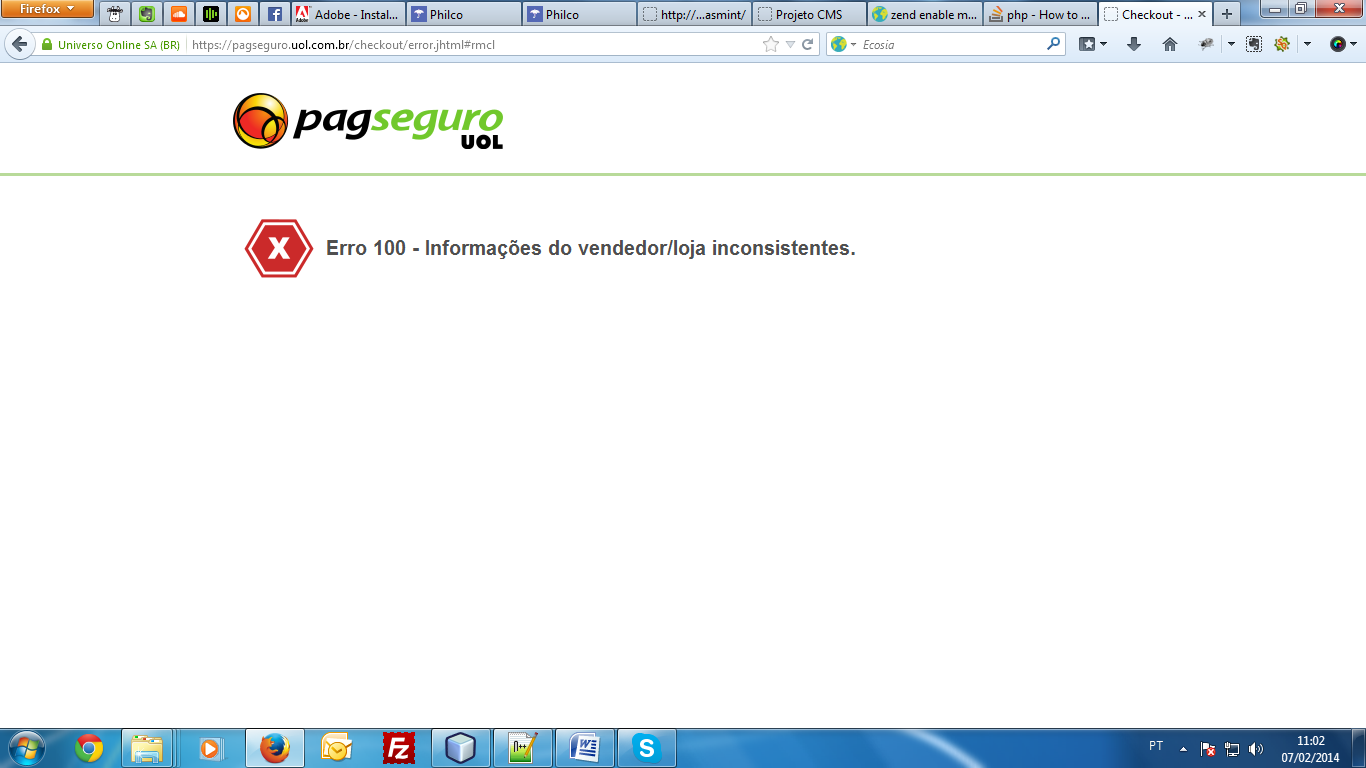 Firefox
Adobe - Instal...
Philco
Philco
http://...asmint/
Projeto CMS
zend enable m...
php - How to ...
Checkout - ...
Universo Online SA (BR)
https://pagseguro.uol.com.br/checkout/error.jhtml#rmcl
Ecosia
pagseguro
UOL
Erro 100 - Informações do vendedor/loja inconsistentes.
PT
11:02
07/02/2014